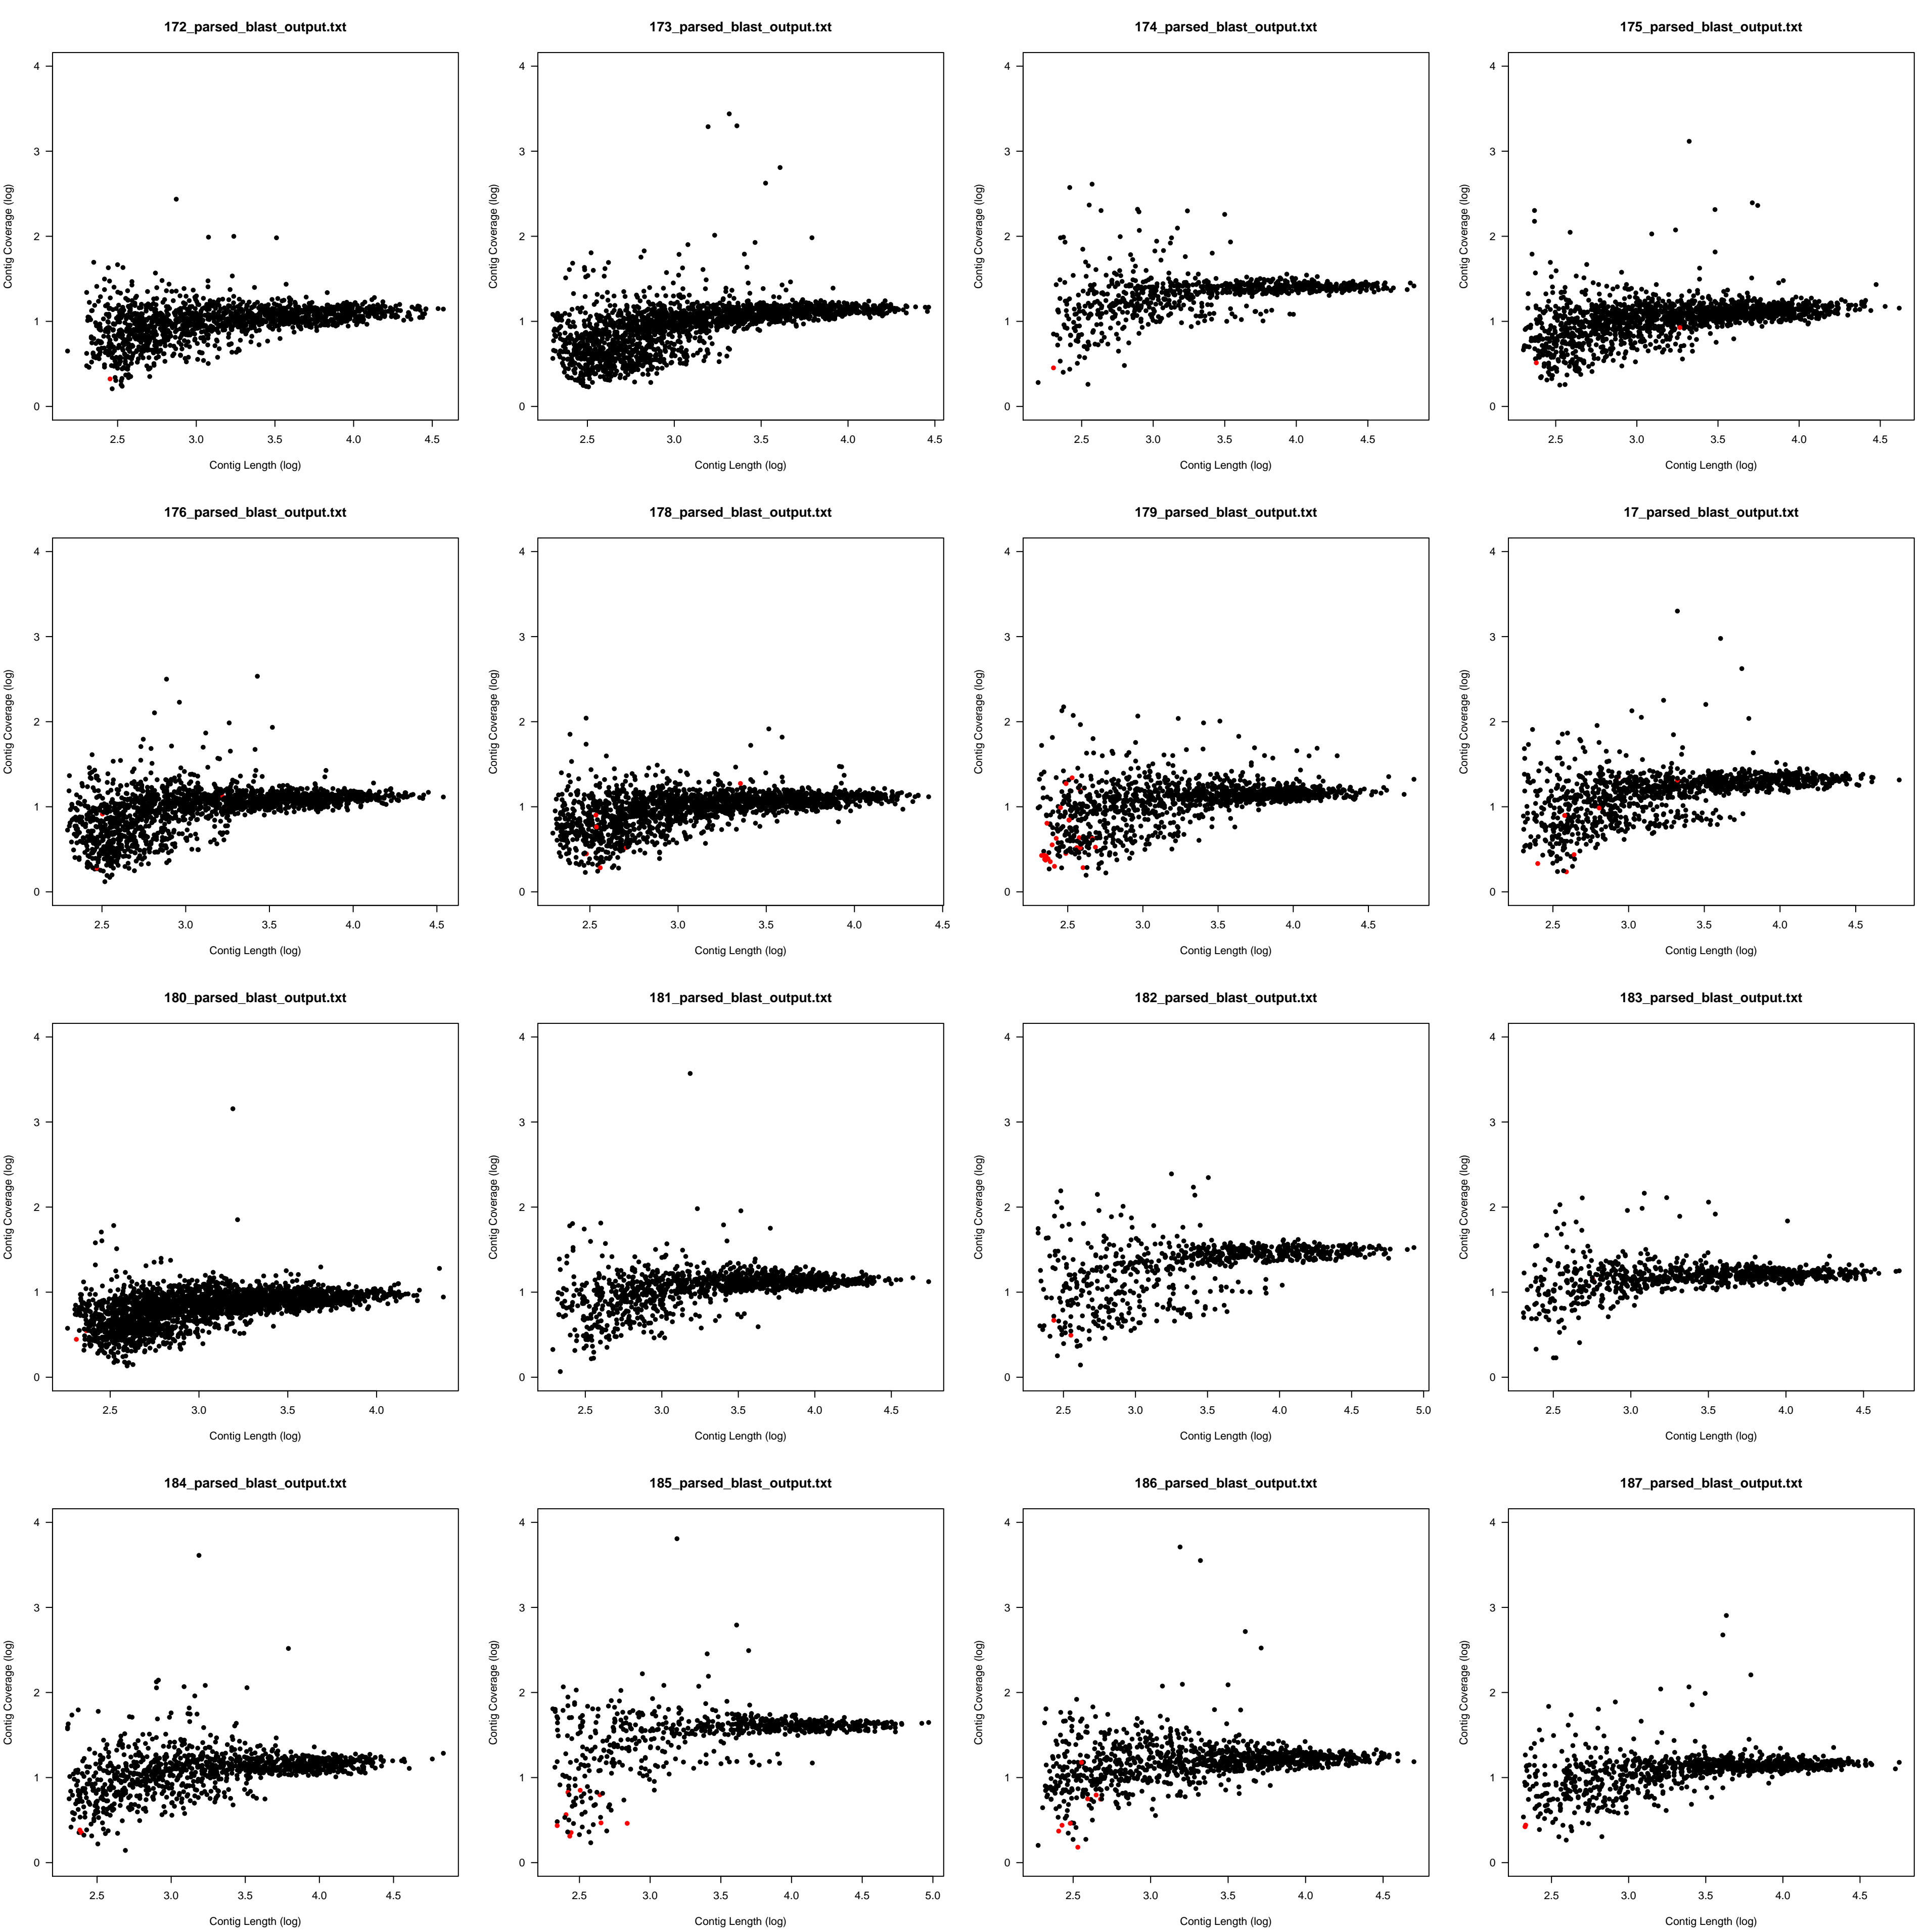 172_parsed_blast_output.txt
173_parsed_blast_output.txt
174_parsed_blast_output.txt
175_parsed_blast_output.txt
Contig Coverage (log)
4
3
2
1
0
2.5 3.0 3.5 4.0 4.5
Contig Length (log)
Contig Coverage (log)
4
3
2
1
0
2.5 3.0 3.5 4.0 4.5
Contig Length (log)
Contig Coverage (log)
4
3
2
1
0
2.5 3.0 3.5 4.0 4.5
Contig Length (log)
Contig Coverage (log)
4
3
2
1
0
2.5 3.0 3.5 4.0 4.5
Contig Length (log)
176_parsed_blast_output.txt
178_parsed_blast_output.txt
179_parsed_blast_output.txt
17_parsed_blast_output.txt
Contig Coverage (log)
4
3
2
1
0
2.5 3.0 3.5 4.0 4.5
Contig Length (log)
Contig Coverage (log)
4
3
2
1
0
2.5 3.0 3.5 4.0 4.5
Contig Length (log)
Contig Coverage (log)
4
3
2
1
0
2.5 3.0 3.5 4.0 4.5
Contig Length (log)
Contig Coverage (log)
4
3
2
1
0
2.5 3.0 3.5 4.0 4.5
Contig Length (log)
180_parsed_blast_output.txt
181_parsed_blast_output.txt
182_parsed_blast_output.txt
183_parsed_blast_output.txt
Contig Coverage (log)
4
3
2
1
0
2.5 3.0 3.5 4.0
Contig Length (log)
Contig Coverage (log)
4
3
2
1
0
2.5 3.0 3.5 4.0 4.5
Contig Length (log)
Contig Coverage (log)
4
3
2
1
0
2.5 3.0 3.5 4.0 4.5 5.0
Contig Length (log)
Contig Coverage (log)
4
3
2
1
0
2.5 3.0 3.5 4.0 4.5
Contig Length (log)
184_parsed_blast_output.txt
185_parsed_blast_output.txt
186_parsed_blast_output.txt
187_parsed_blast_output.txt
Contig Coverage (log)
4
3
2
1
0
2.5 3.0 3.5 4.0 4.5
Contig Length (log)
Contig Coverage (log)
4
3
2
1
0
2.5 3.0 3.5 4.0 4.5 5.0
Contig Length (log)
Contig Coverage (log)
4
3
2
1
0
2.5 3.0 3.5 4.0 4.5
Contig Length (log)
Contig Coverage (log)
4
3
2
1
0
2.5 3.0 3.5 4.0 4.5
Contig Length (log)